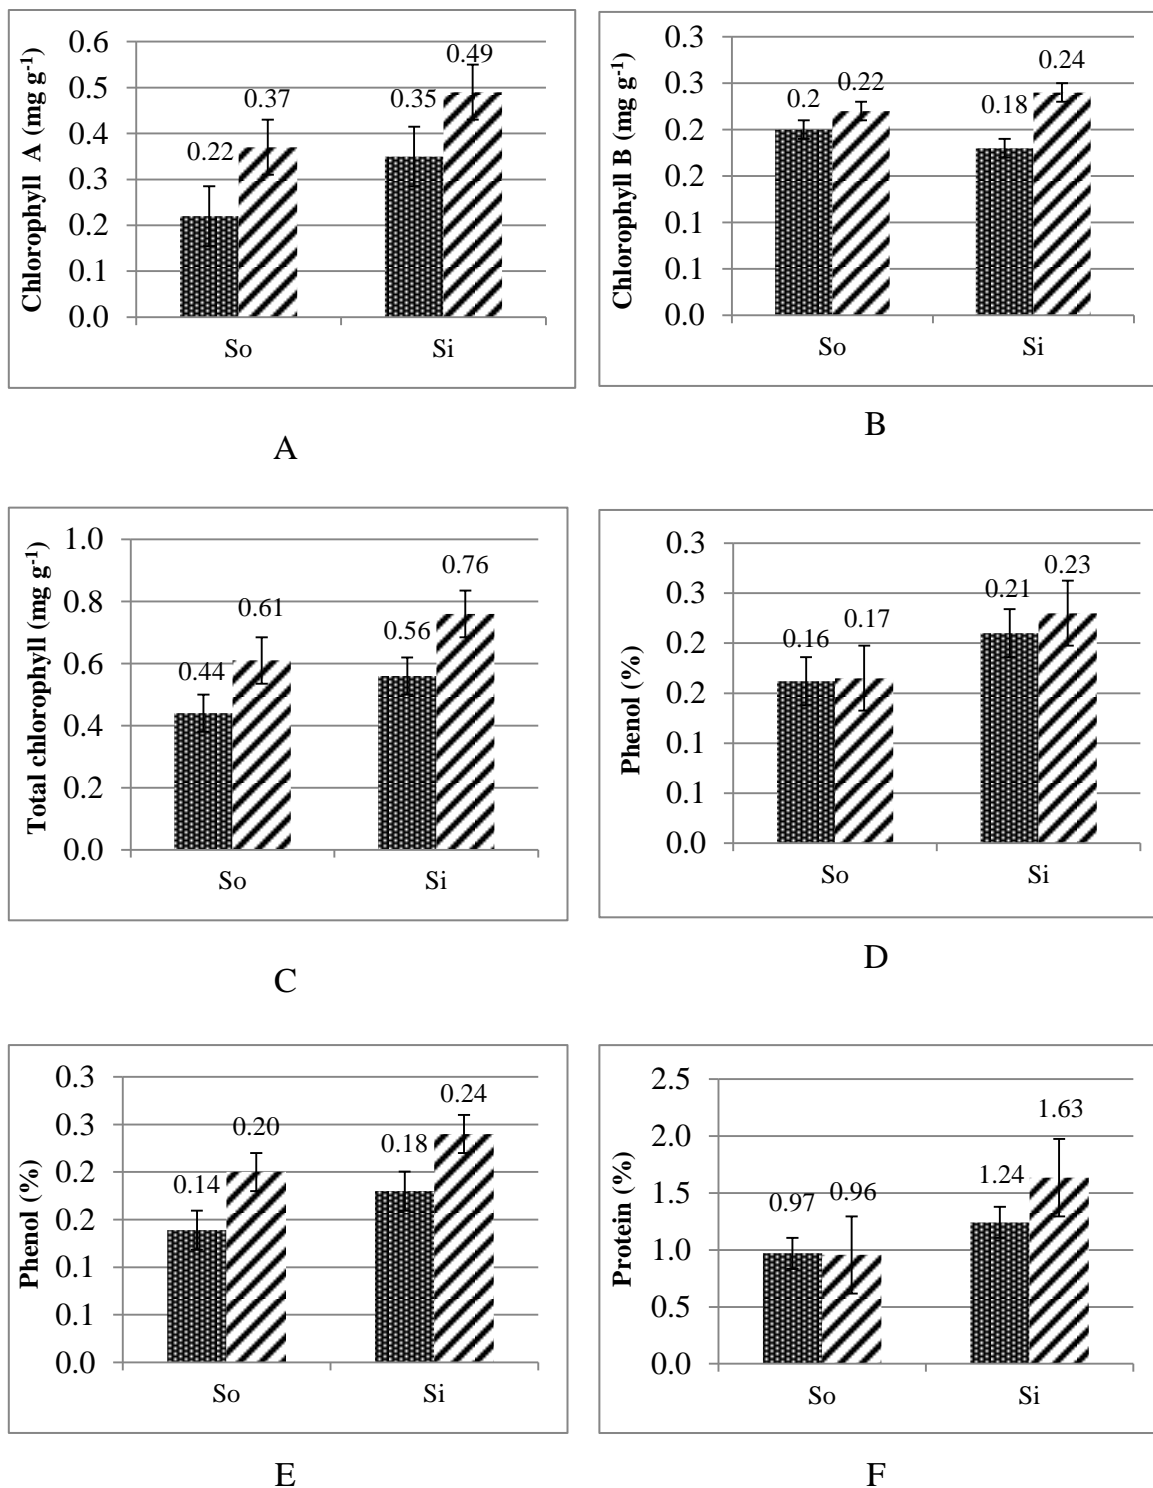 Chlorophyll A (mg g-1)
0.6
0.5
0.4
0.3
0.2
0.1
0.0
0.22
0.37
0.35
0.49
So
Si
A
Chlorophyll B (mg g-1)
0.3
0.3
0.2
0.2
0.1
0.1
0.0
0.2
0.22
0.18
0.24
So
Si
B
Total chlorophyll (mg g-1)
1.0
0.8
0.6
0.4
0.2
0.0
0.44
0.61
0.56
0.76
So
Si
C
Phenol (%)
0.3
0.3
0.2
0.2
0.1
0.1
0.0
0.16
0.17
0.21
0.23
So
Si
D
Phenol (%)
0.3
0.3
0.2
0.2
0.1
0.1
0.0
0.14
0.20
0.18
0.24
So
Si
E
Protein (%)
2.5
2.0
1.5
1.0
0.5
0.0
0.97
0.96
1.24
1.63
So
Si
F